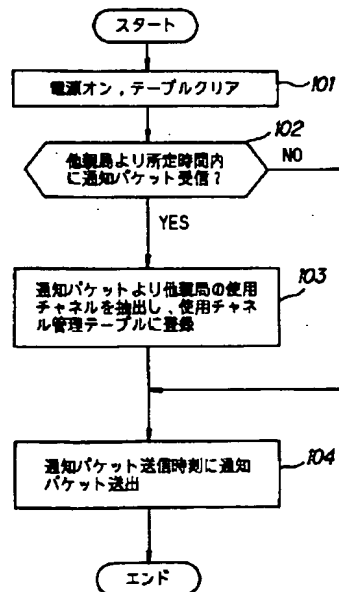 スタート
電源オン，テーブルクリア
101
102
他親局より所定時間内
に通知パケット受信？
NO
YES
103
通知パケットより他親局の使用
チャネルを抽出し、使用チャネ
ル管理テーブルに登録
104
通知パケット送信時刻に通知
パケット送出
エンド